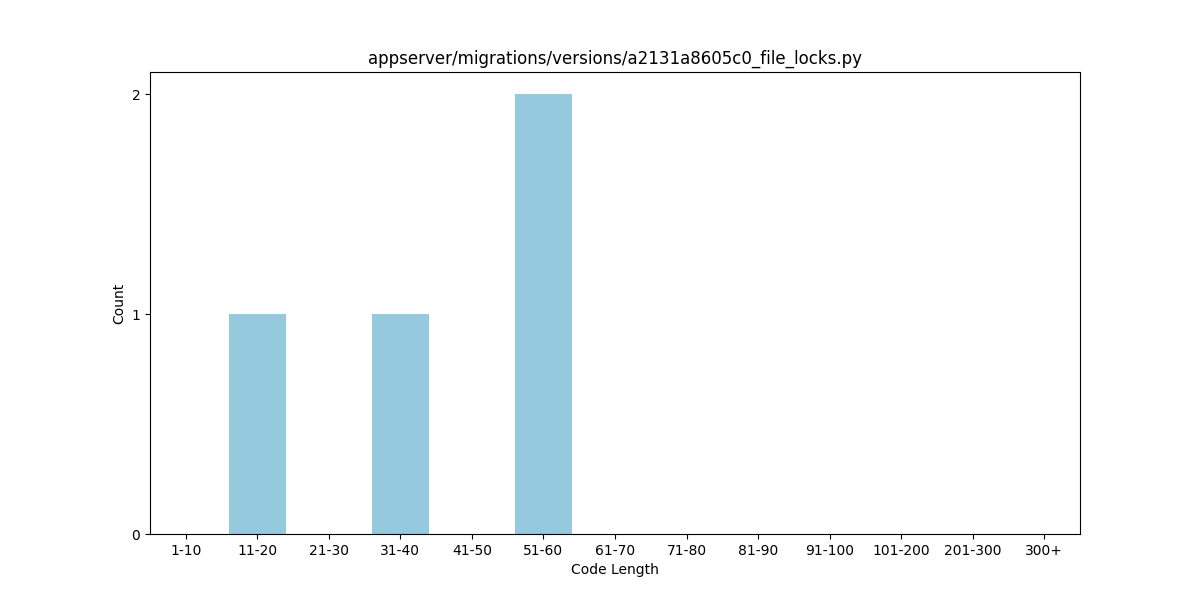 appserver/migrations/versions/a2131a8605c0_file_locks.py
2
1
0
Count
1-10 11-20 21-30 31-40 41-50 51-60 61-70 71-80 81-90 91-100 101-200 201-300 300+
Code Length